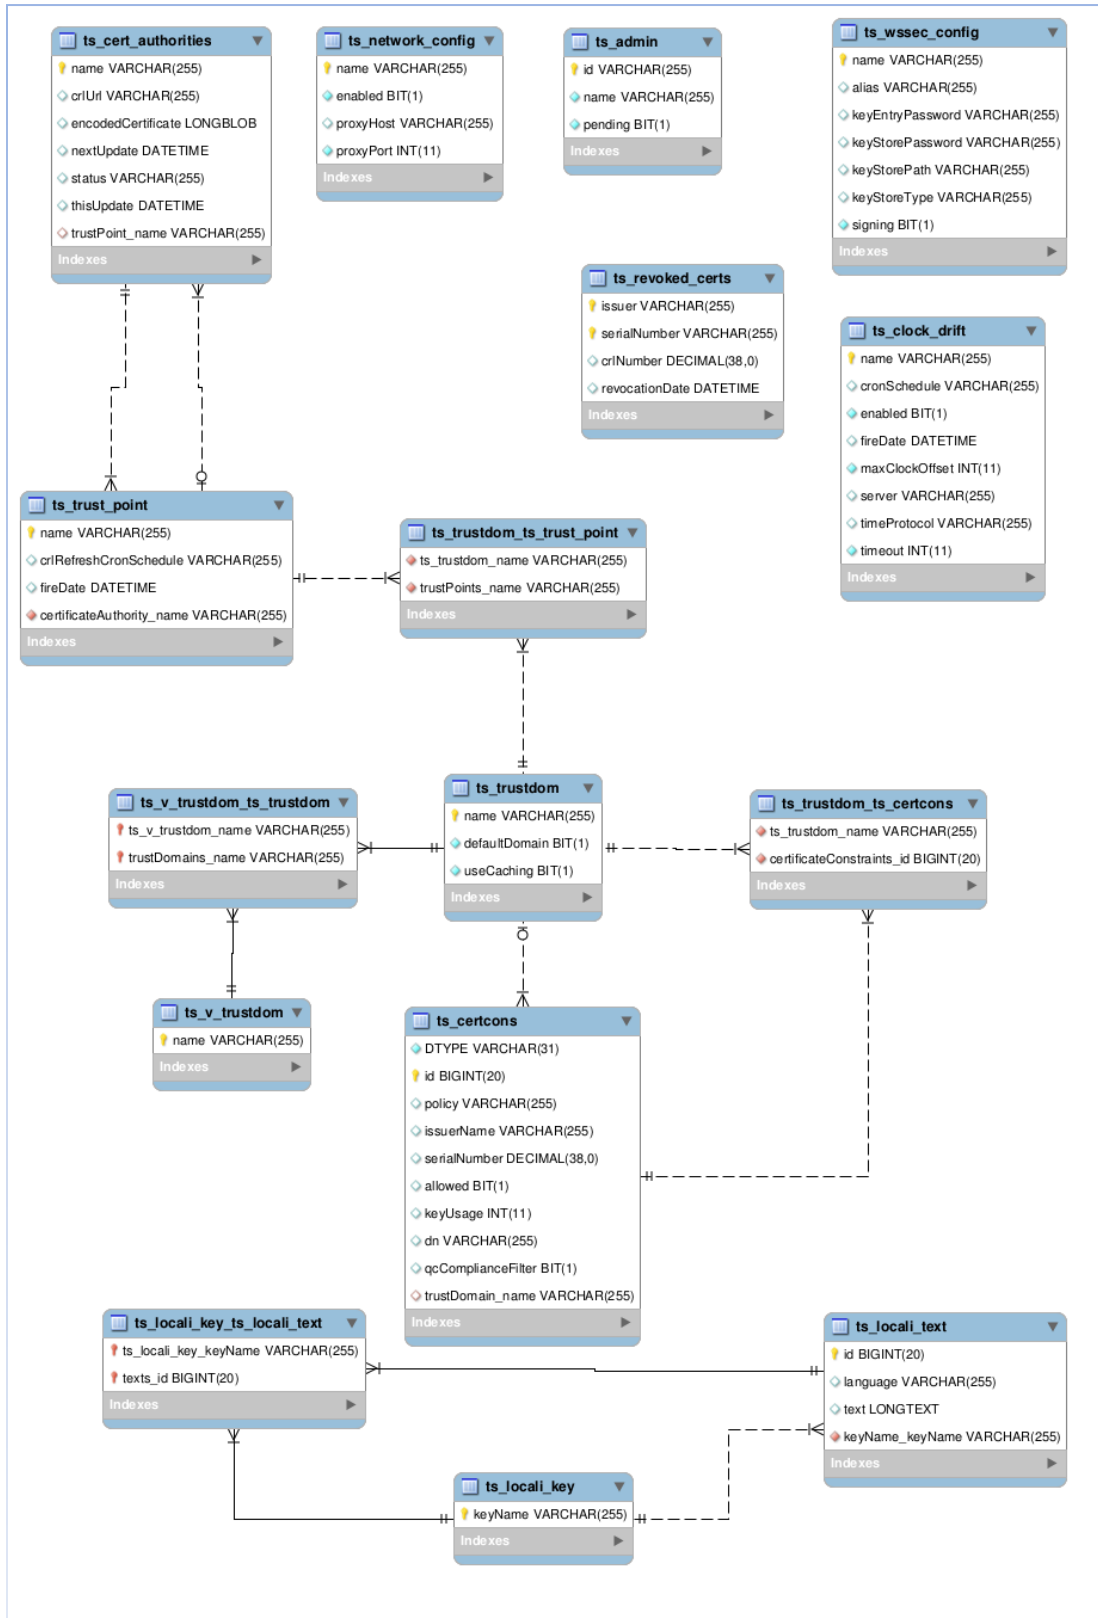 ts_cert_authorities
name VARCHAR(255)
crlUrl VARCHAR(255)
encodedCertificate LONGBLOB
nextUpdate DATETIME
status VARCHAR(255)
thisUpdate DATETIME
trustPoint_name VARCHAR(255)
Indexes
ts_network_config
name VARCHAR(255)
enabled BIT(1)
proxyHost VARCHAR(255)
proxyPort INT(11)
Indexes
ts_admin
id VARCHAR(255)
name VARCHAR(255)
pending BIT(1)
Indexes
ts_wssec_config
name VARCHAR(255)
alias VARCHAR(255)
keyEntryPassword VARCHAR(255)
keyStorePassword VARCHAR(255)
keyStorePath VARCHAR(255)
keyStoreType VARCHAR(255)
signing BIT(1)
Indexes
ts_revoked_certs
issuer VARCHAR(255)
serialNumber VARCHAR(255)
crlNumber DECIMAL(38,0)
revocationDate DATETIME
Indexes
ts_clock_drift
name VARCHAR(255)
cronSchedule VARCHAR(255)
enabled BIT(1)
fireDate DATETIME
maxClockOffset INT(11)
server VARCHAR(255)
timeProtocol VARCHAR(255)
timeout INT(11)
Indexes
ts_trust_point
name VARCHAR(255)
crlRefreshCronSchedule VARCHAR(255)
fireDate DATETIME
certificateAuthority_name VARCHAR(255)
Indexes
ts_trustdom_ts_trust_point
ts_trustdom_name VARCHAR(255)
trustPoints_name VARCHAR(255)
Indexes
ts_v_trustdom_ts_trustdom
ts_v_trustdom_name VARCHAR(255)
trustDomains_name VARCHAR(255)
Indexes
ts_trustdom
name VARCHAR(255)
defaultDomain BIT(1)
useCaching BIT(1)
Indexes
ts_trustdom_ts_certcons
ts_trustdom_name VARCHAR(255)
certificateConstraints_id BIGINT(20)
Indexes
ts_v_trustdom
name VARCHAR(255)
Indexes
ts_certcons
DTYPE VARCHAR(31)
id BIGINT(20)
policy VARCHAR(255)
issuerName VARCHAR(255)
serialNumber DECIMAL(38,0)
allowed BIT(1)
keyUsage INT(11)
dn VARCHAR(255)
qcComplianceFilter BIT(1)
trustDomain_name VARCHAR(255)
Indexes
ts_locali_key_ts_locali_text
ts_locali_key_keyName VARCHAR(255)
texts_id BIGINT(20)
Indexes
ts_locali_text
id BIGINT(20)
language VARCHAR(255)
text LONGTEXT
keyName_keyName VARCHAR(255)
Indexes
ts_locali_key
keyName VARCHAR(255)
Indexes